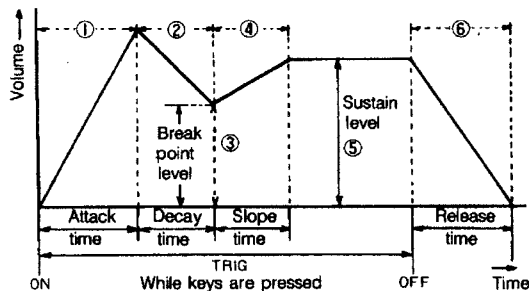 ① ② ④ ⑥
Volume
Break
point
level
③
Sustain
level
⑤
Attack
time
Decay
time
Slope
time
Release
time
TRIG
ON While keys are pressed OFF Time